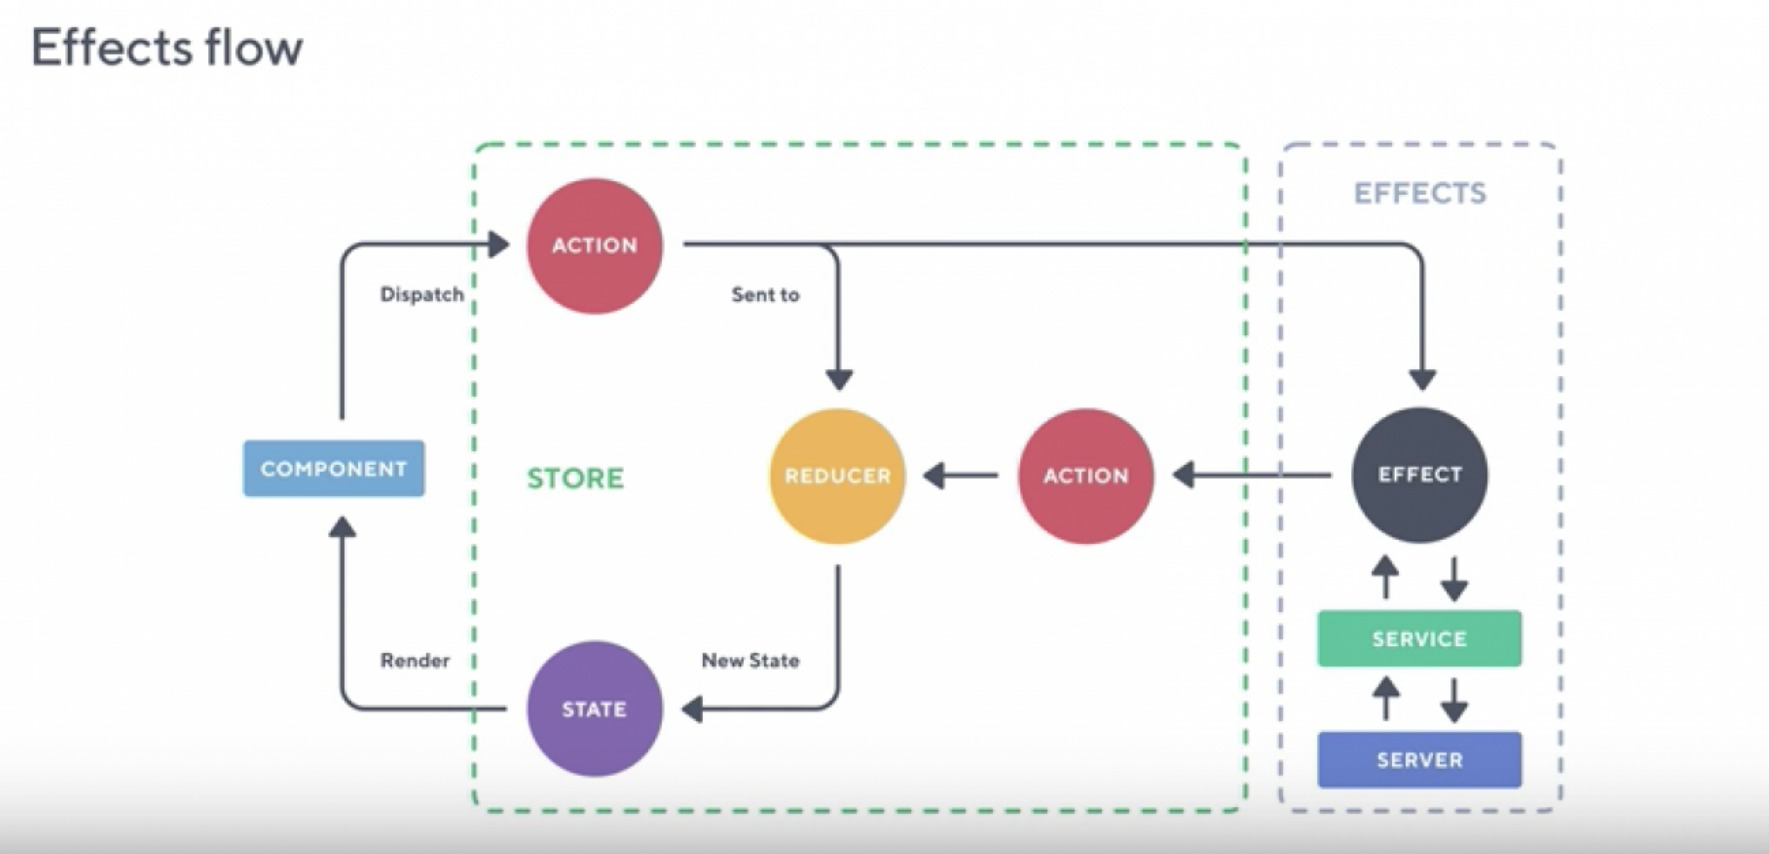 Effects flow
EFFECTS
ACTION
Dispatch
Sent to
COMPONENT
STORE
REDUCER
ACTION
EFFECT
SERVICE
Render
New State
STATE
SERVER